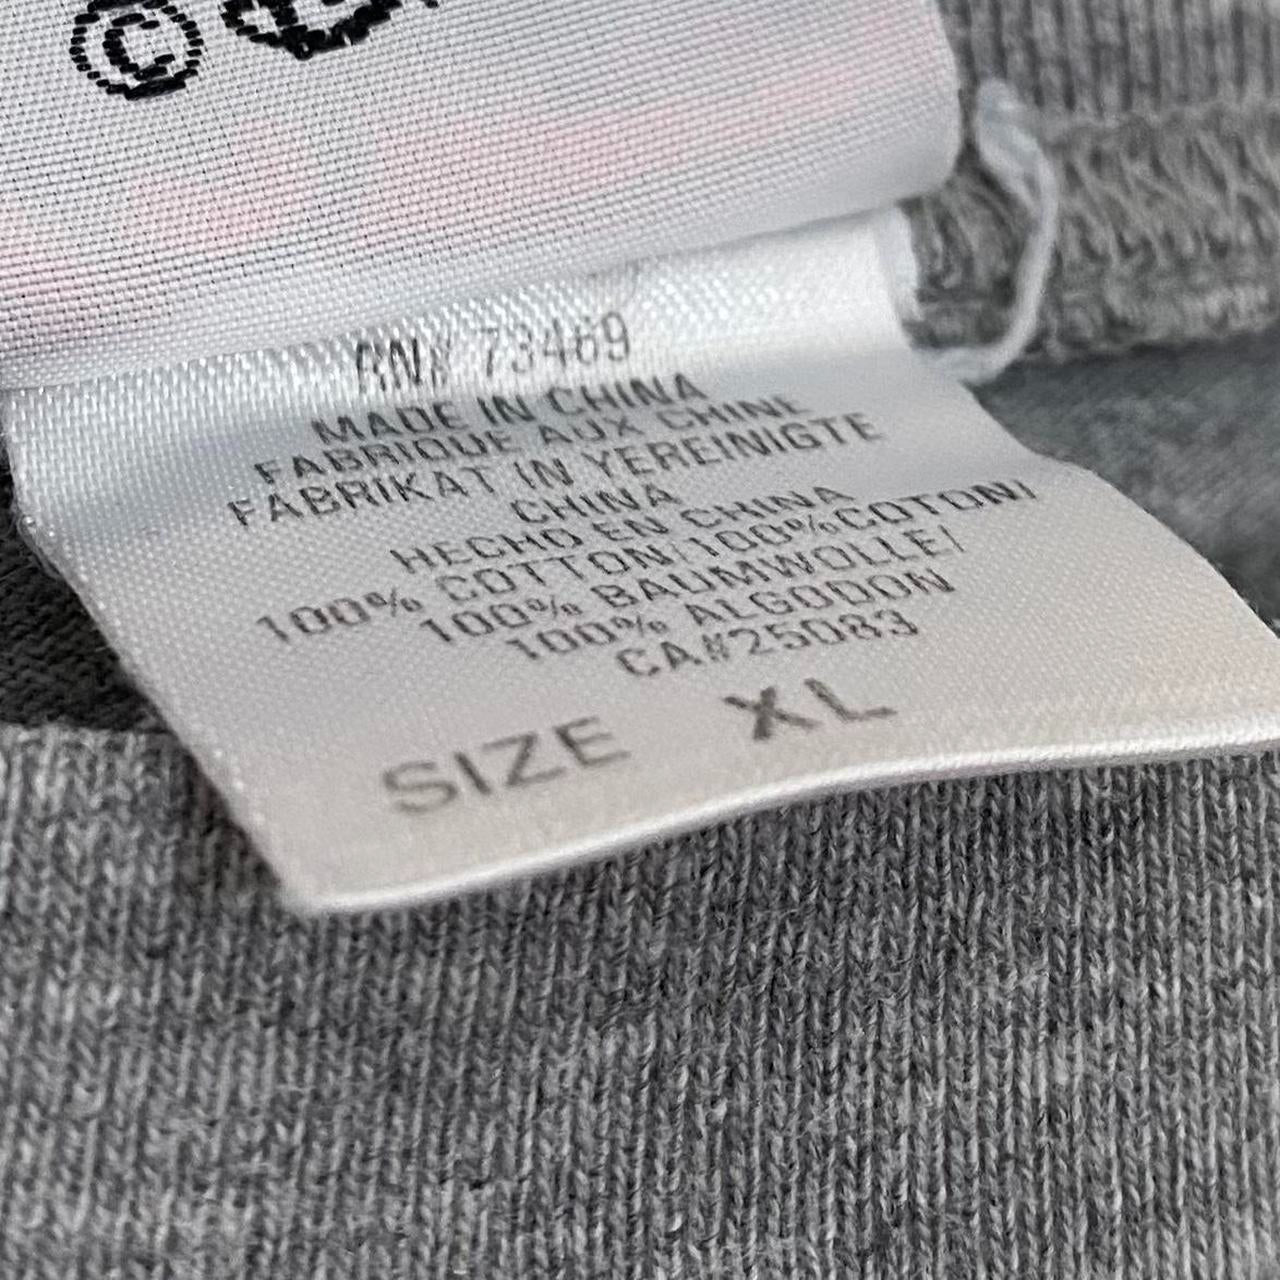 ©
RN# 73469
MADE IN CHINA
FABRIQUE AUX CHINE
FABRIKAT IN VEREINIGTE
CHINA
HECHO EN CHINA
100% COTTON/100%COTON/
100% BAUMWOLLE/
100% ALGODON
CA#25083
SIZE XL